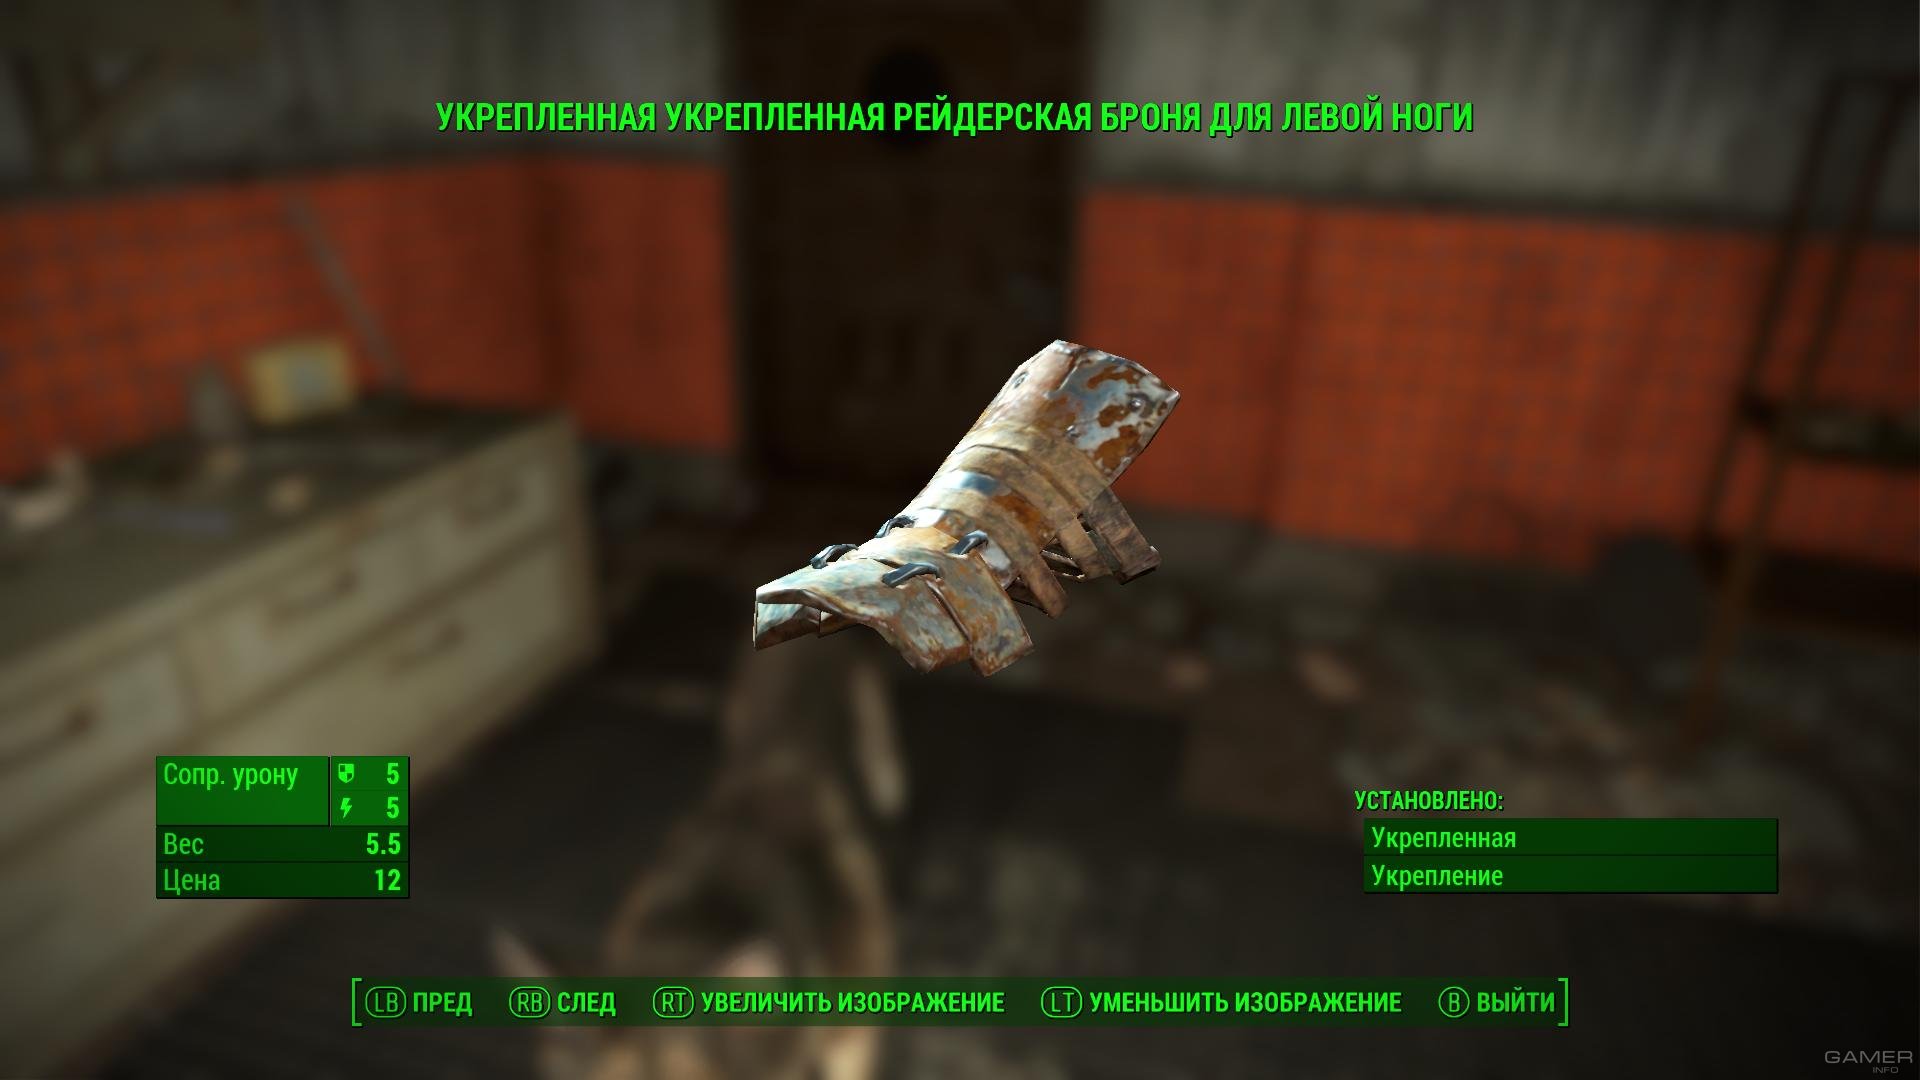 УКРЕПЛЕННАЯ УКРЕПЛЕННАЯ РЕЙДЕРСКАЯ БРОНЯ ДЛЯ ЛЕВОЙ НОГИ
Сопр. урону 5
5
Вес 5.5
Цена 12
УСТАНОВЛЕНО:
Укрепленная
Укрепление
LB ПРЕД RB СЛЕД RT УВЕЛИЧИТЬ ИЗОБРАЖЕНИЕ LT УМЕНЬШИТЬ ИЗОБРАЖЕНИЕ B ВЫЙТИ
GAMER
INFO